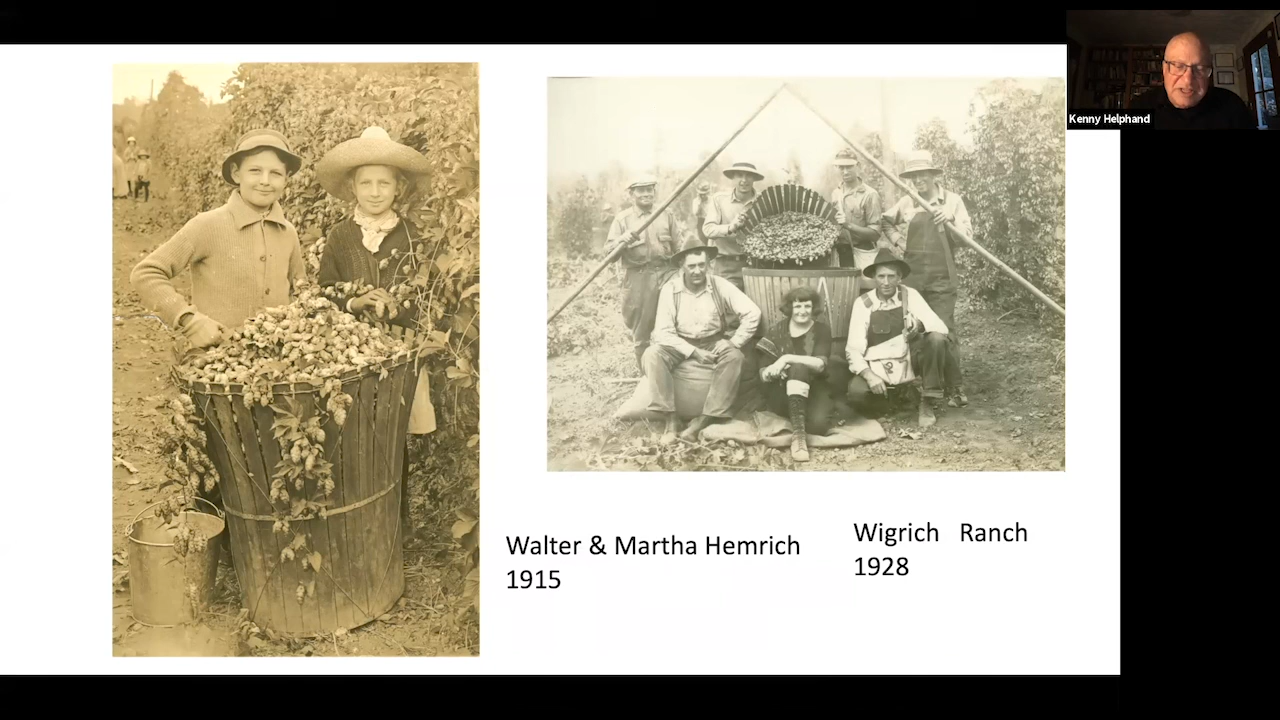 Kenny Helphand
Walter & Martha Hemrich
1915
Wigrich Ranch
1928